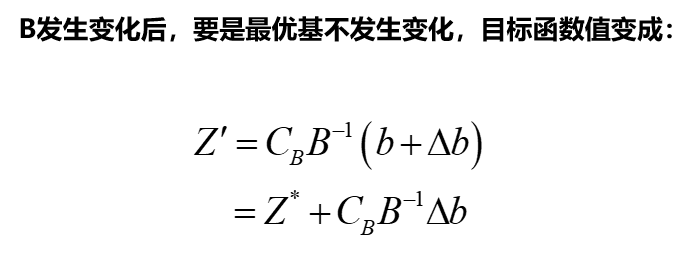 B发生变化后，要是最优基不发生变化，目标函数值变成：
Z′ = C_B B⁻¹ (b + Δb)
= Z* + C_B B⁻¹ Δb